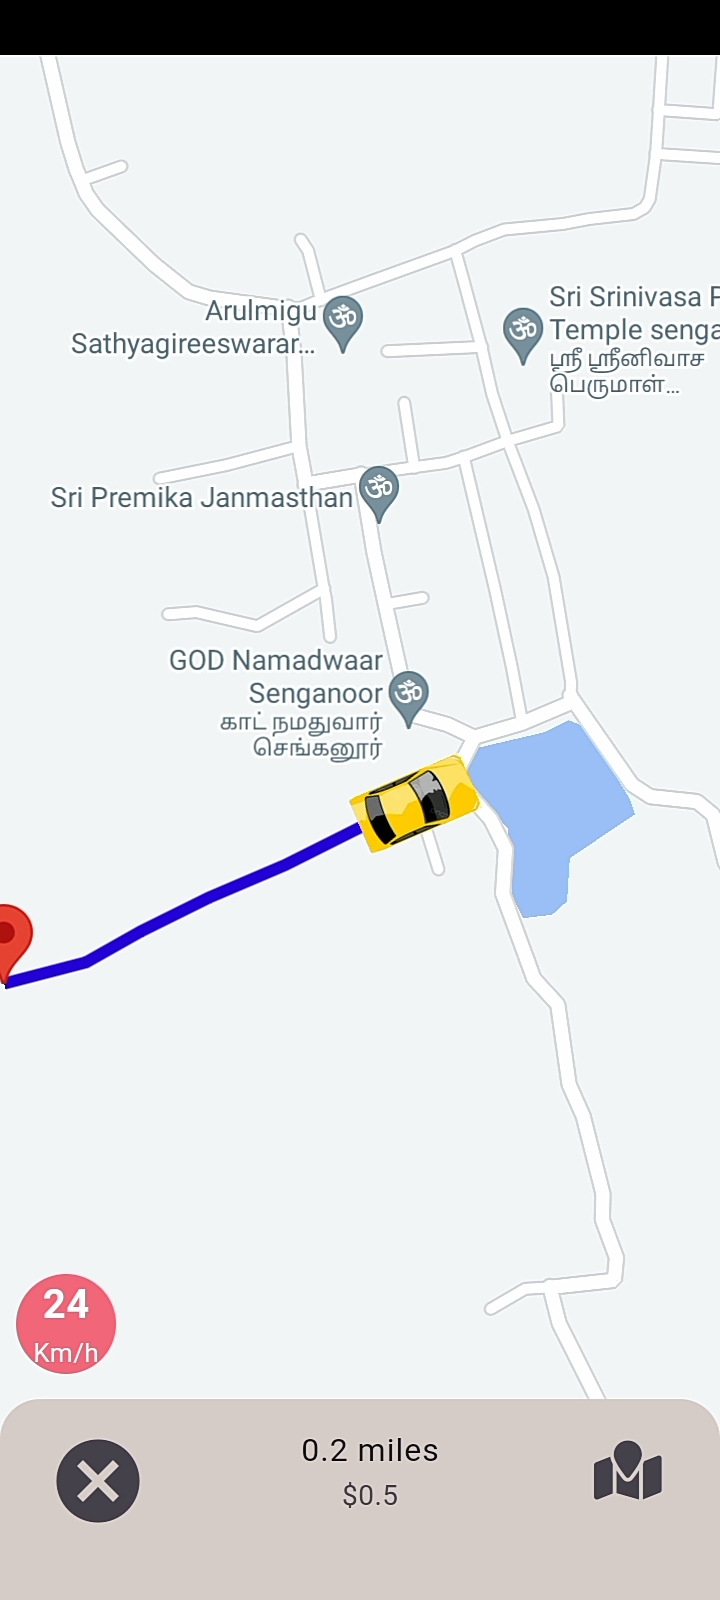 Arulmigu
Sathyagireeswarar...
Sri Srinivasa P
Temple senga
ஸ்ரீ ஸ்ரீனிவாச
பெருமாள்...
Sri Premika Janmasthan
GOD Namadwaar
Senganoor
காட் நமதுவார்
செங்கனூர்
24
Km/h
0.2 miles
$0.5